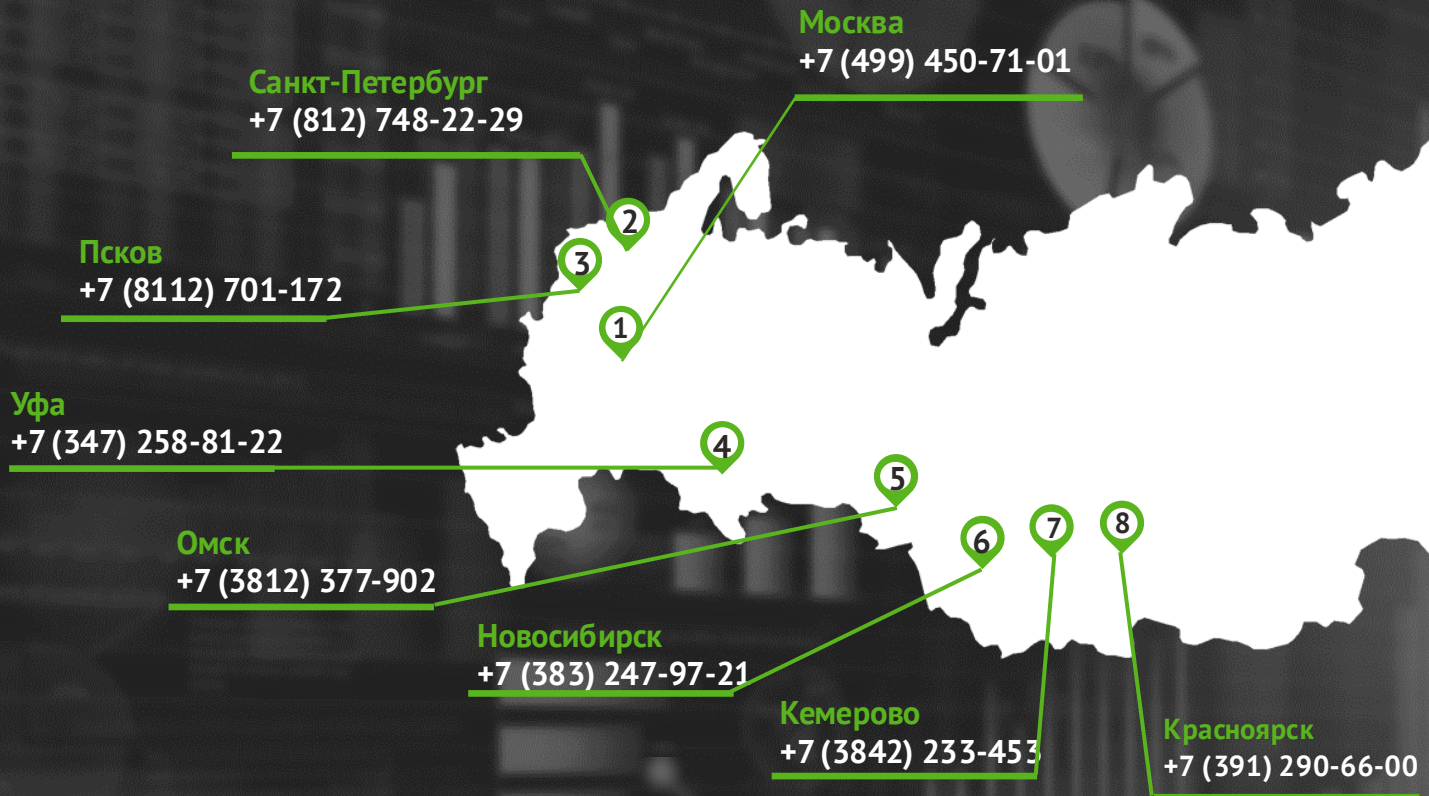 Москва
+7 (499) 450-71-01
Санкт-Петербург
+7 (812) 748-22-29
2
Псков
+7 (8112) 701-172
3
1
Уфа
+7 (347) 258-81-22
4
5
Омск
+7 (3812) 377-902
6
7
8
Новосибирск
+7 (383) 247-97-21
Кемерово
+7 (3842) 233-453
Красноярск
+7 (391) 290-66-00